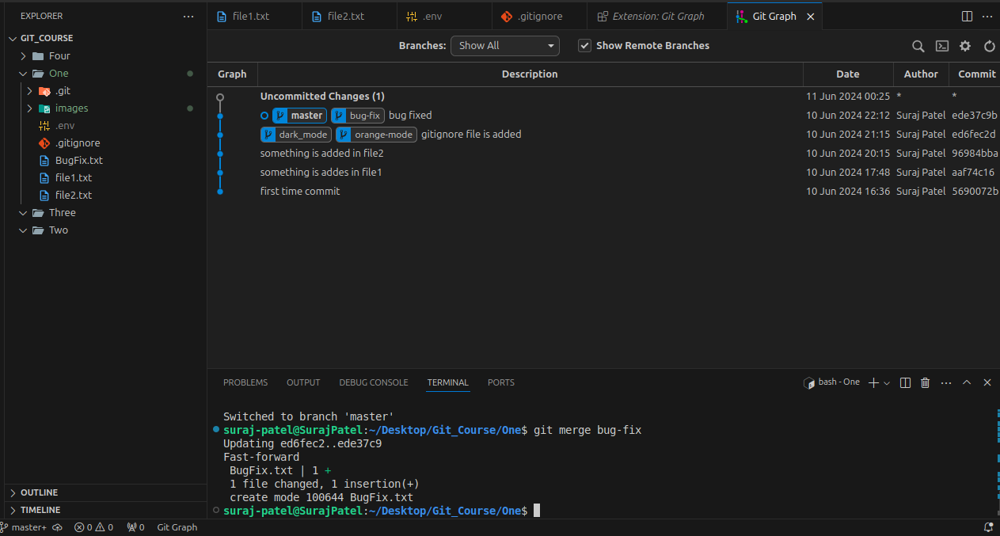 EXPLORER
GIT_COURSE
Four
One
.git
images
.env
.gitignore
BugFix.txt
file1.txt
file2.txt
Three
Two
OUTLINE
TIMELINE
file1.txt file2.txt .env .gitignore Extension: Git Graph Git Graph
Branches: Show All Show Remote Branches
Graph Description Date Author Commit
Uncommitted Changes (1) 11 Jun 2024 00:25 * *
master bug-fix bug fixed 10 Jun 2024 22:12 Suraj Patel ede37c9b
dark_mode orange-mode gitignore file is added 10 Jun 2024 21:15 Suraj Patel ed6fec2d
something is added in file2 10 Jun 2024 20:15 Suraj Patel 96984bba
something is addes in file1 10 Jun 2024 17:48 Suraj Patel aaf74c16
first time commit 10 Jun 2024 16:36 Suraj Patel 5690072b
PROBLEMS OUTPUT DEBUG CONSOLE TERMINAL PORTS bash - One
Switched to branch 'master'
suraj-patel@SurajPatel:~/Desktop/Git_Course/One$ git merge bug-fix
Updating ed6fec2..ede37c9
Fast-forward
BugFix.txt | 1 +
1 file changed, 1 insertion(+)
create mode 100644 BugFix.txt
suraj-patel@SurajPatel:~/Desktop/Git_Course/One$
master+ 0 0 0 Git Graph